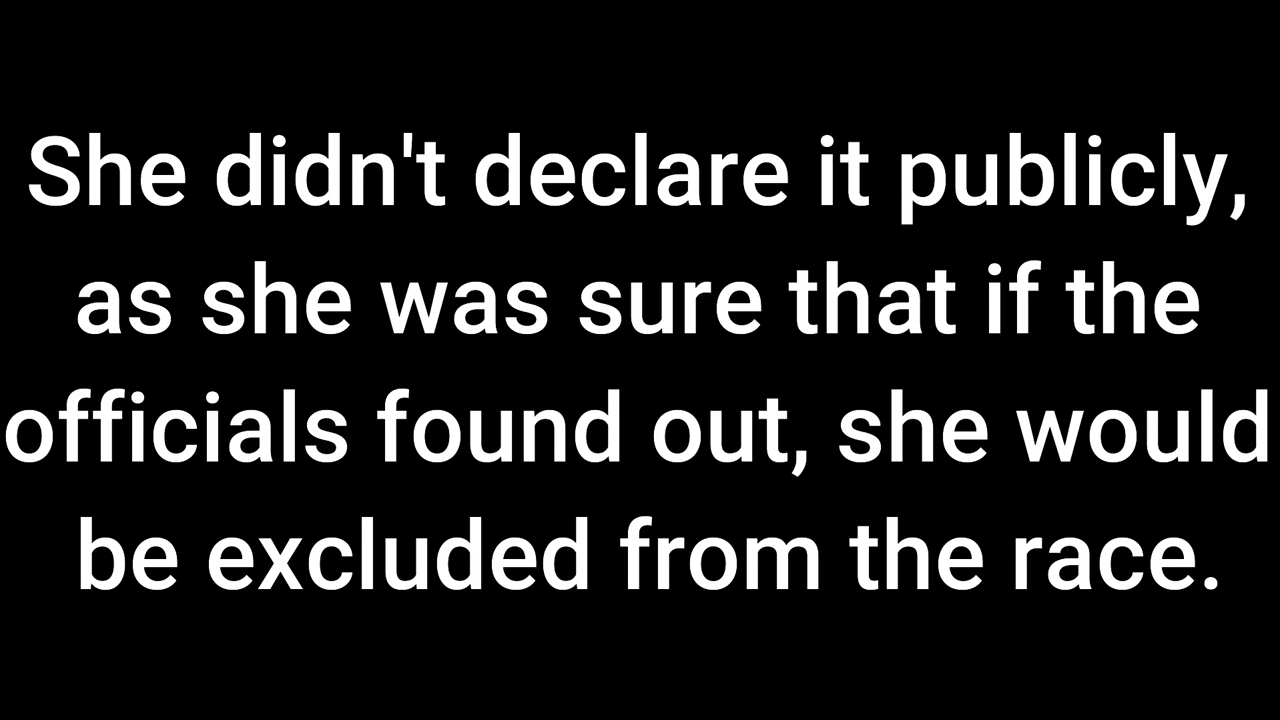 She didn't declare it publicly,
as she was sure that if the
officials found out, she would
be excluded from the race.